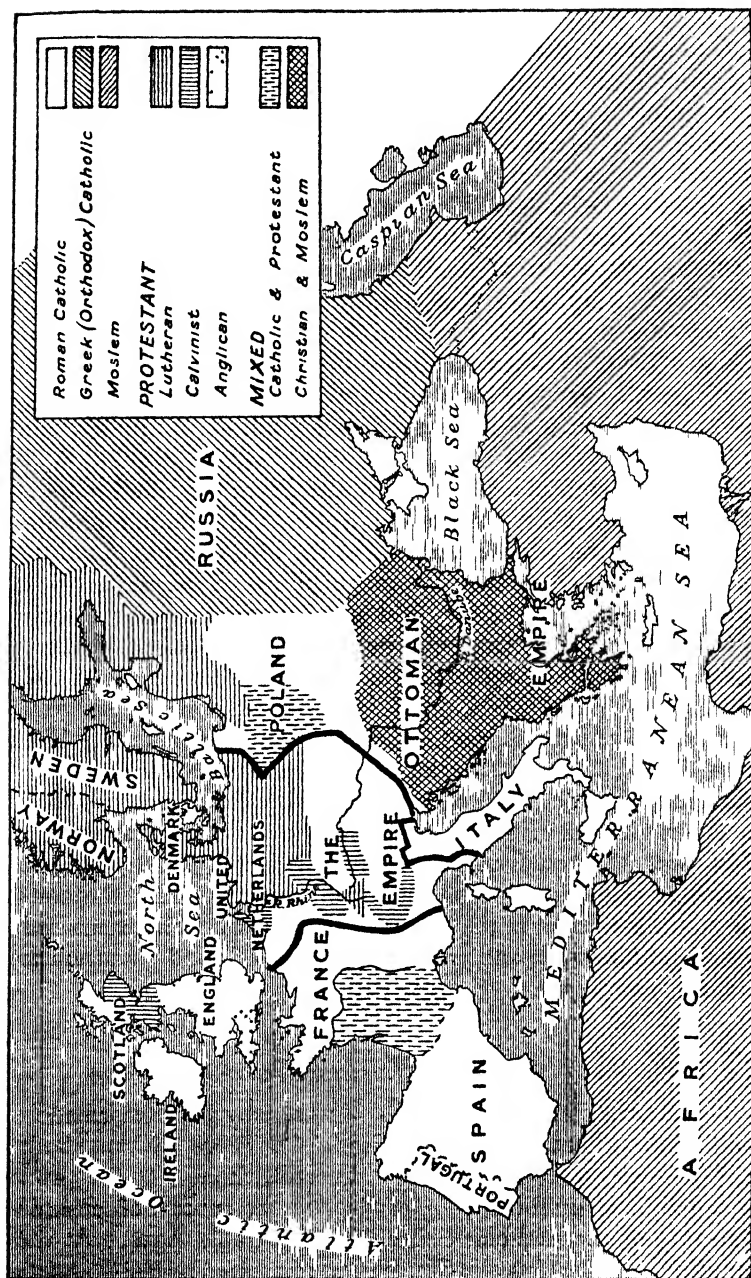 Roman Catholic
Greek (Orthodox) Catholic
Moslem
PROTESTANT
Lutheran
Calvinist
Anglican
MIXED
Catholic & Protestant
Christian & Moslem
NORWAY
SWEDEN
Baltic Sea
RUSSIA
Caspian Sea
SCOTLAND
North
Sea
DENMARK
IRELAND
ENGLAND
UNITED
NETHERLANDS
POLAND
Atlantic Ocean
FRANCE
R. Rhine
THE
EMPIRE
OTTOMAN
EMPIRE
R. Danube
Black Sea
PORTUGAL
SPAIN
ITALY
MEDITERRANEAN SEA
AFRICA